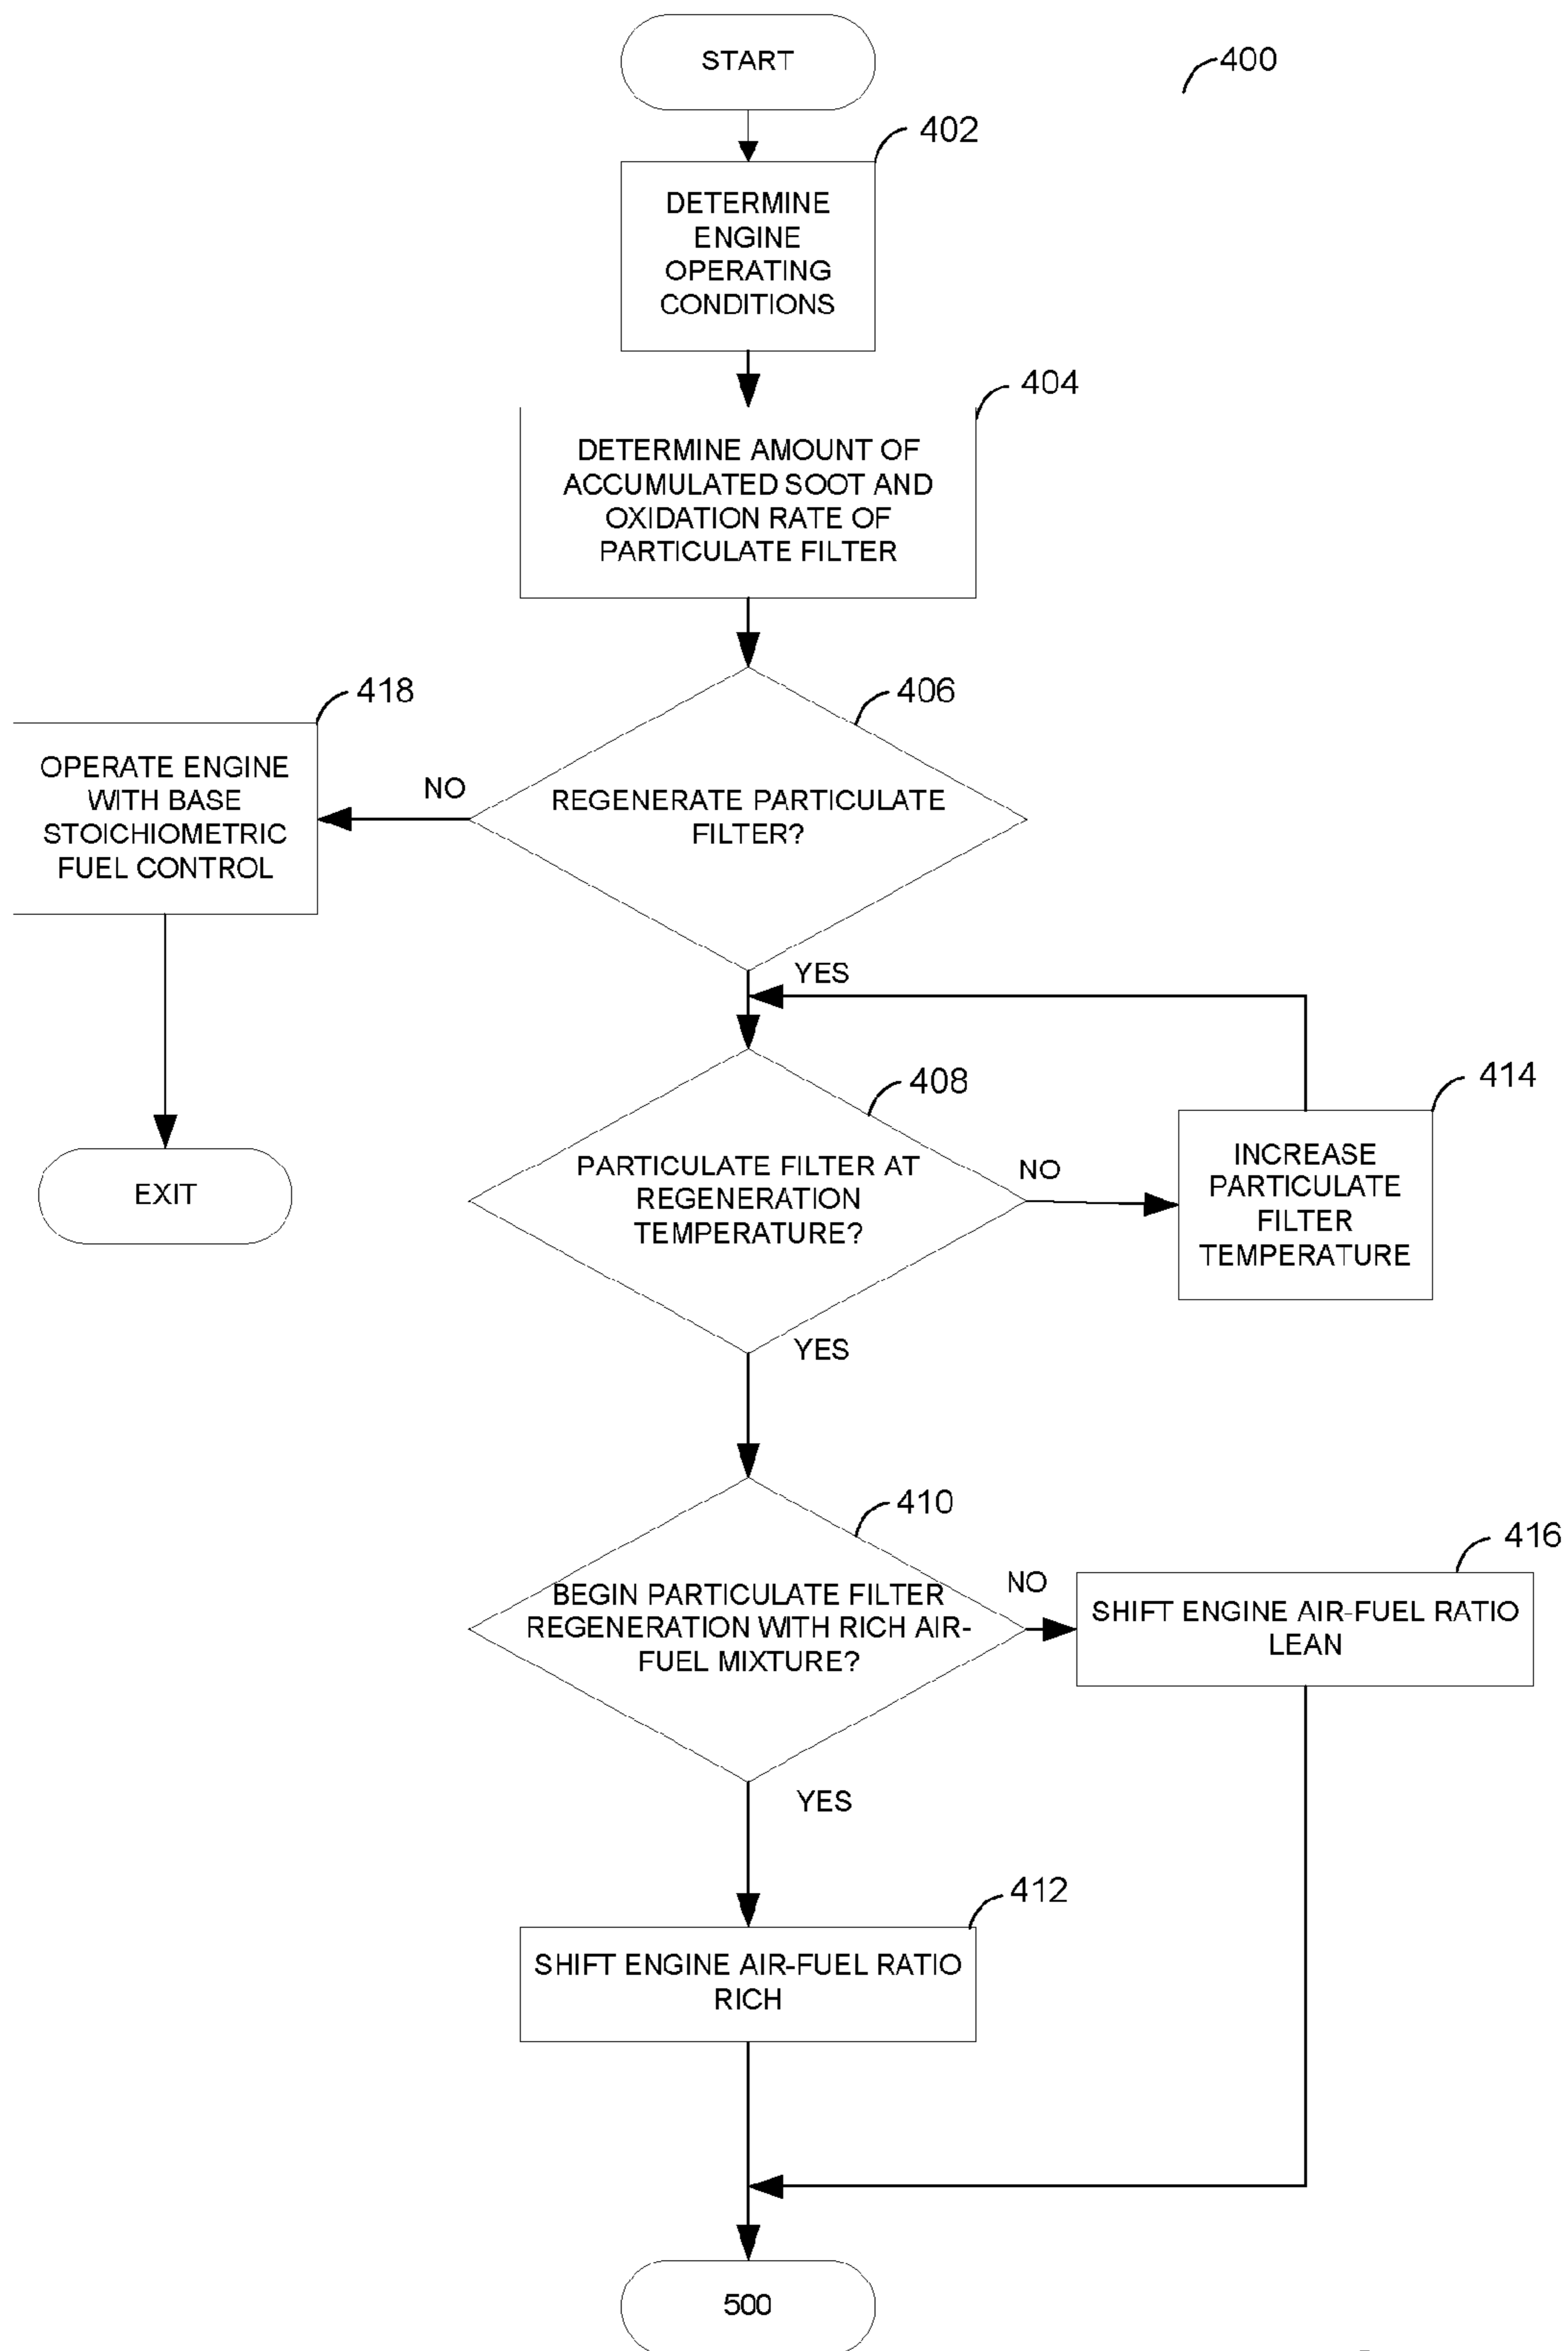 START
400
402
DETERMINE
ENGINE
OPERATING
CONDITIONS
404
DETERMINE AMOUNT OF
ACCUMULATED SOOT AND
OXIDATION RATE OF
PARTICULATE FILTER
418
406
OPERATE ENGINE
WITH BASE
STOICHIOMETRIC
FUEL CONTROL
NO
REGENERATE PARTICULATE
FILTER?
YES
408
414
EXIT
PARTICULATE FILTER AT
REGENERATION
TEMPERATURE?
NO
INCREASE
PARTICULATE
FILTER
TEMPERATURE
YES
410
416
BEGIN PARTICULATE FILTER
REGENERATION WITH RICH AIR-
FUEL MIXTURE?
NO
SHIFT ENGINE AIR-FUEL RATIO
LEAN
YES
412
SHIFT ENGINE AIR-FUEL RATIO
RICH
500